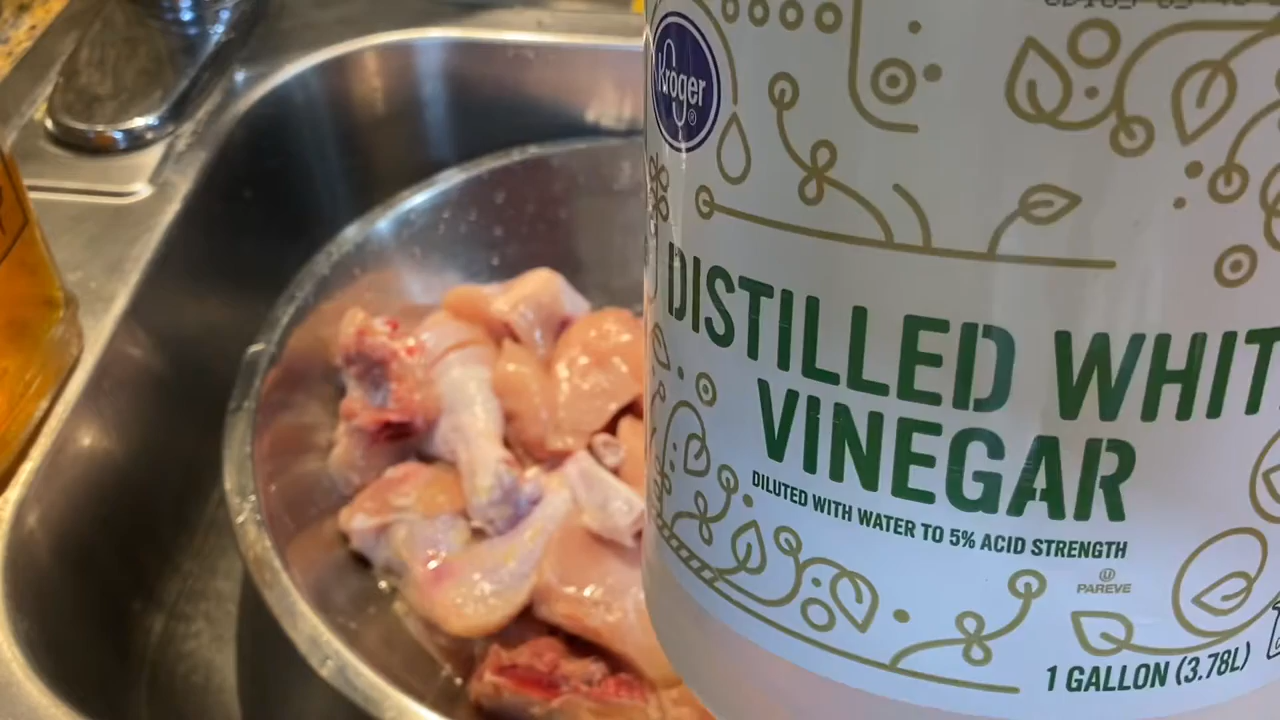 Kroger®
DISTILLED WHIT
VINEGAR
DILUTED WITH WATER TO 5% ACID STRENGTH
U
PAREVE
1 GALLON (3.78L)